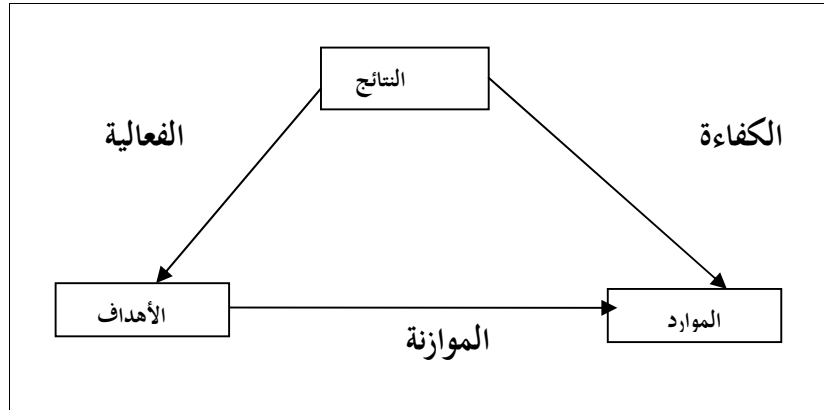 النتائج
الكفاءة
الفعالية
الموارد
الأهداف
الموازنة